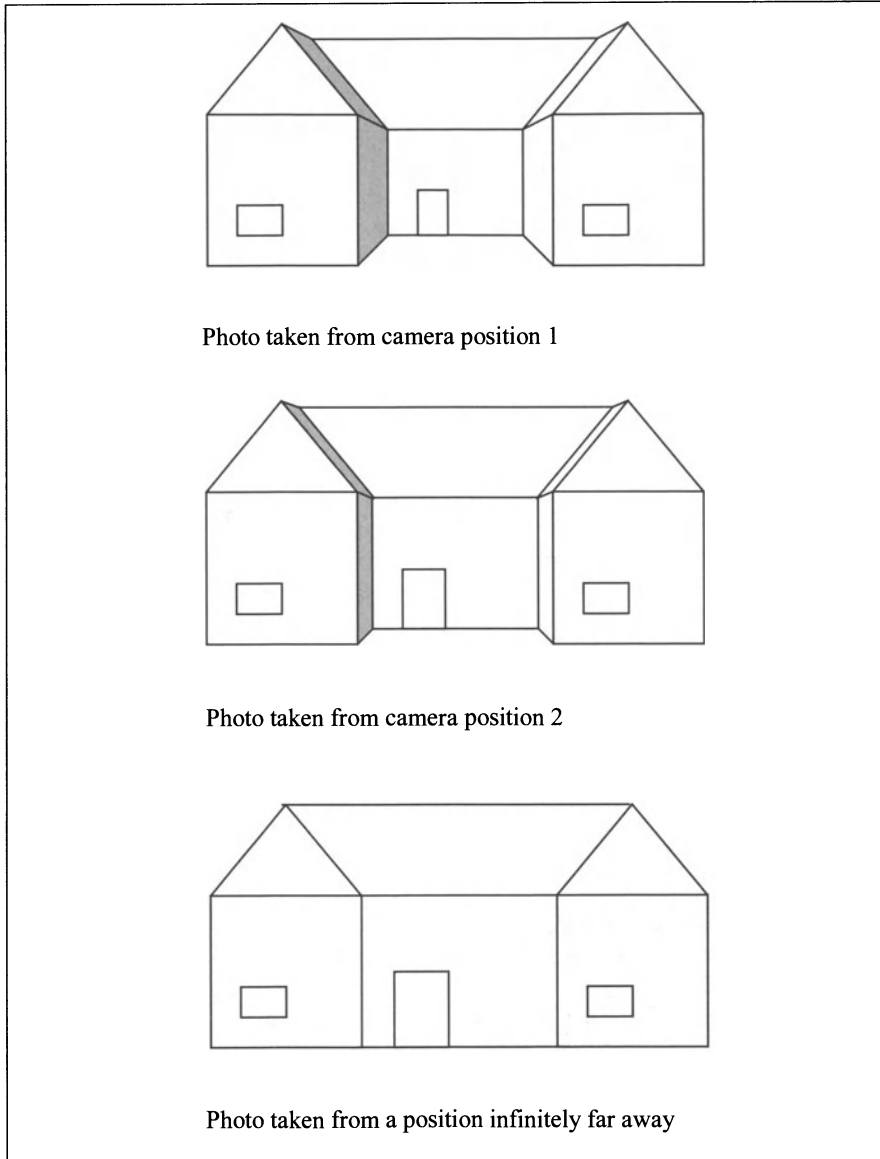 Photo taken from camera position 1
Photo taken from camera position 2
Photo taken from a position infinitely far away